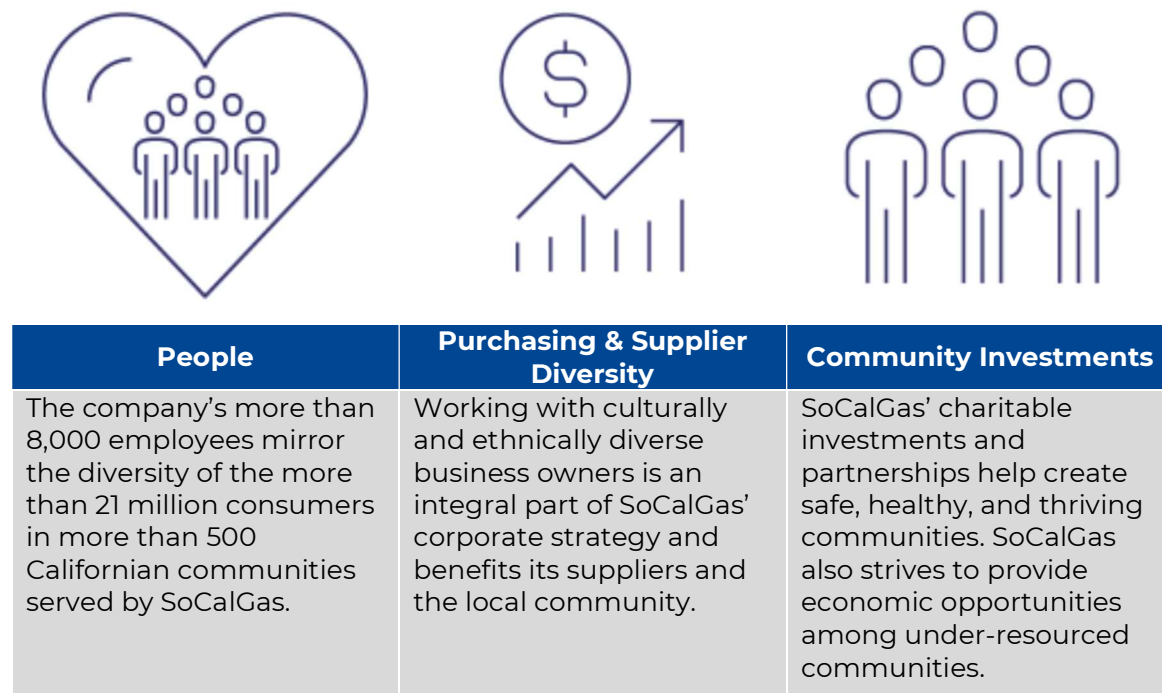 $
People
Purchasing & Supplier
Diversity
Community Investments
The company’s more than
8,000 employees mirror
the diversity of the more
than 21 million consumers
in more than 500
Californian communities
served by SoCalGas.
Working with culturally
and ethnically diverse
business owners is an
integral part of SoCalGas’
corporate strategy and
benefits its suppliers and
the local community.
SoCalGas’ charitable
investments and
partnerships help create
safe, healthy, and thriving
communities. SoCalGas
also strives to provide
economic opportunities
among under-resourced
communities.